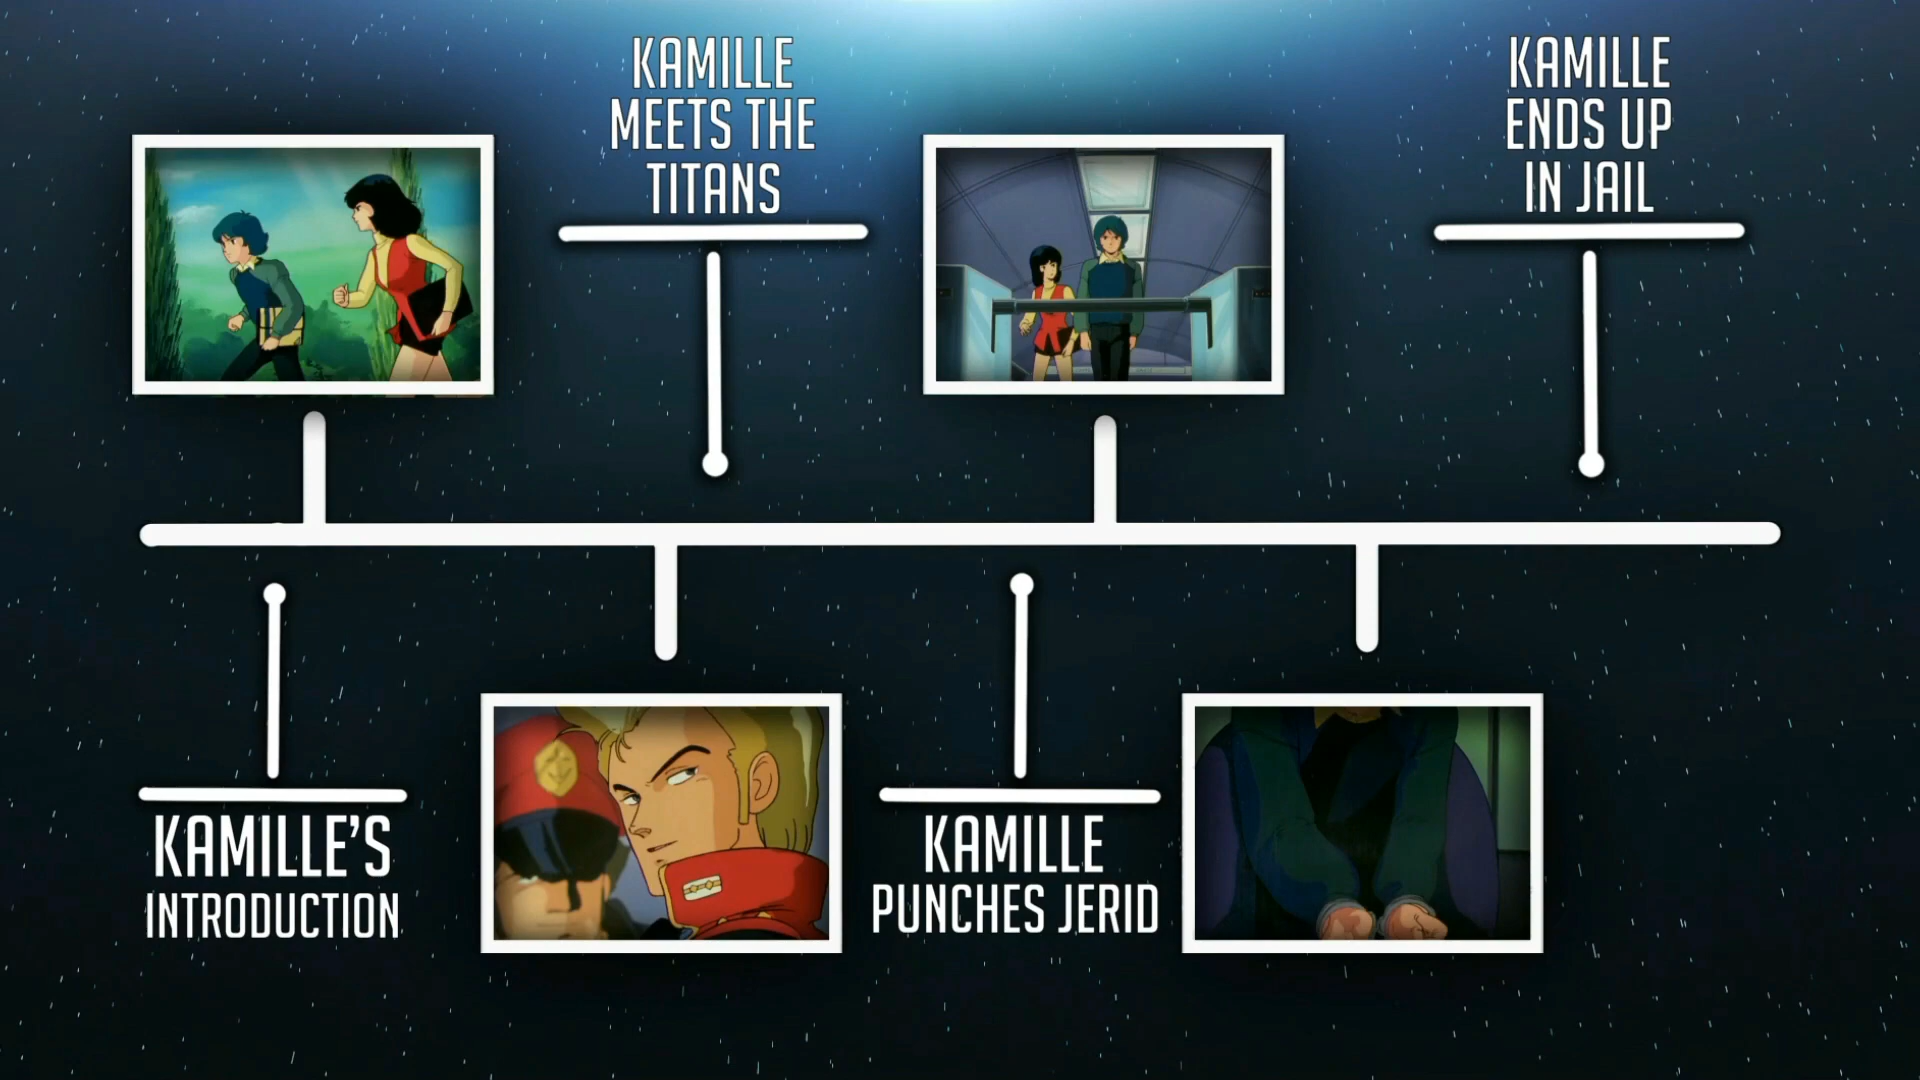 KAMILLE
MEETS THE
TITANS
KAMILLE
ENDS UP
IN JAIL
KAMILLE'S
INTRODUCTION
KAMILLE
PUNCHES JERID